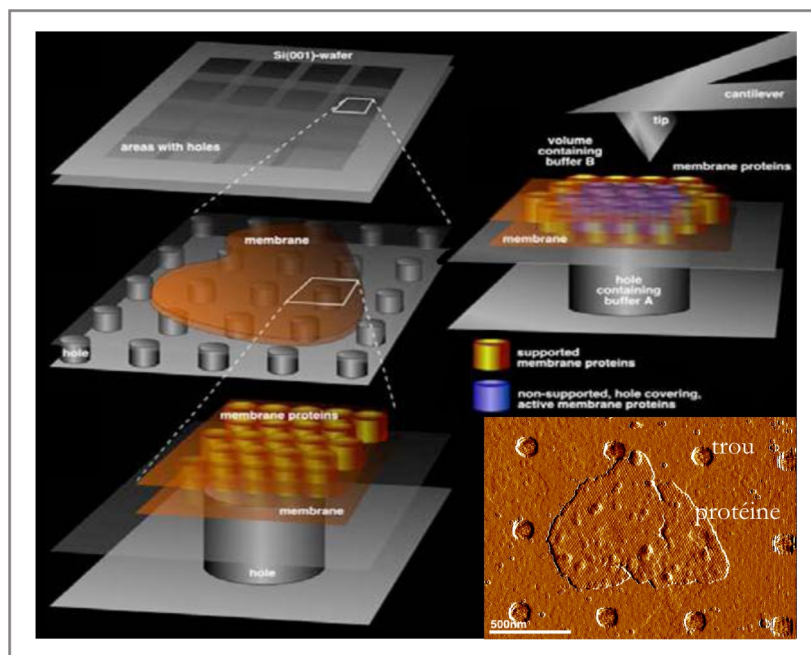 Si(001)-wafer
areas with holes
membrane
hole
membrane proteins
membrane
hole
cantilever
tip
volume
containing
buffer B
membrane proteins
membrane
hole
containing
buffer A
supported
membrane proteins
non-supported, hole covering,
active membrane proteins
trou
protéine
500nm